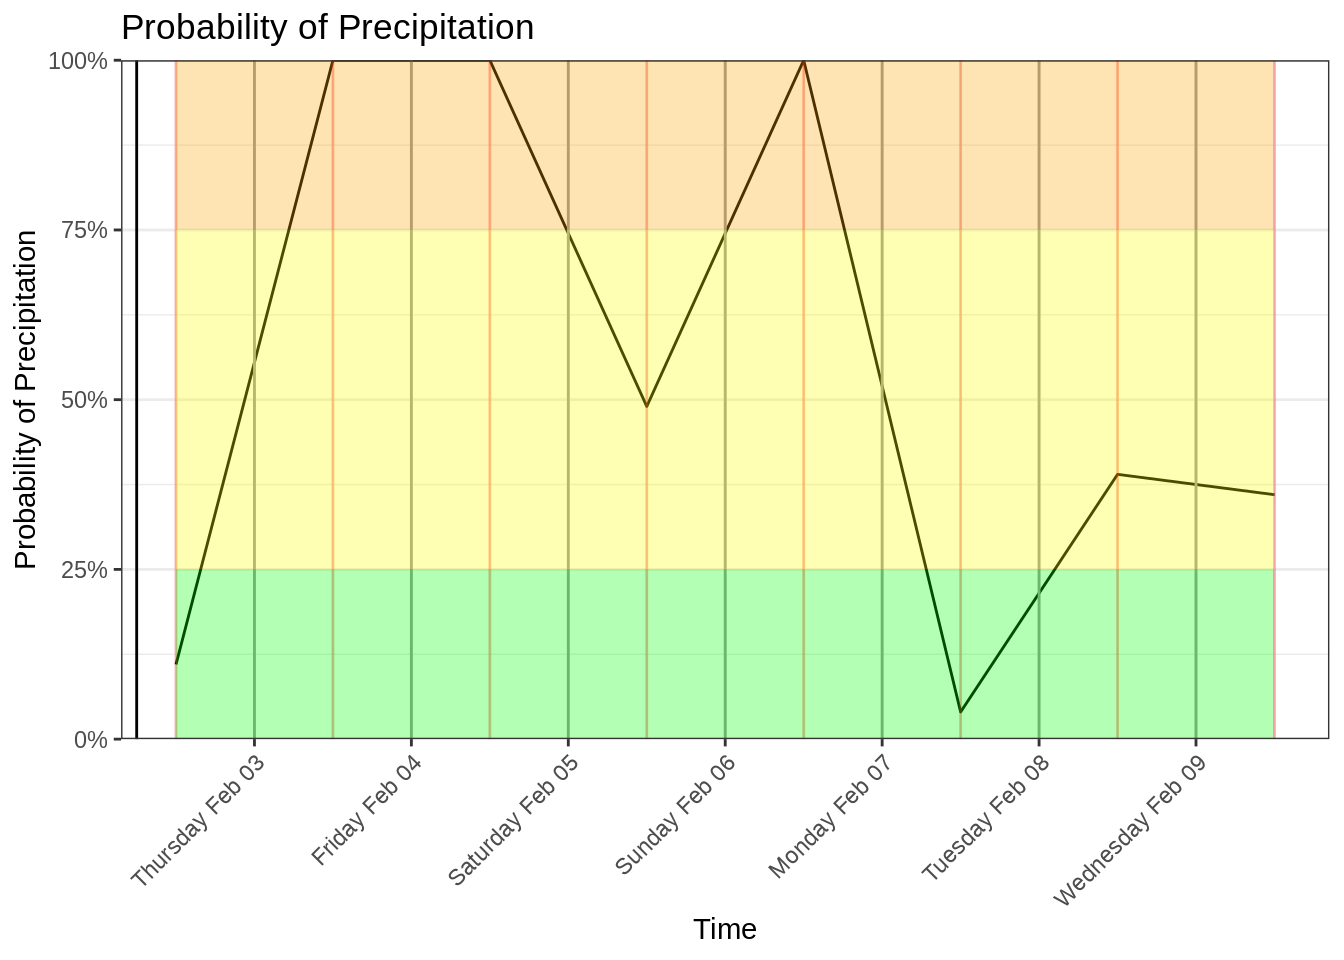 Probability of Precipitation
Probability of Precipitation
100%
75%
50%
25%
0%
Thursday Feb 03
Friday Feb 04
Saturday Feb 05
Sunday Feb 06
Monday Feb 07
Tuesday Feb 08
Wednesday Feb 09
Time